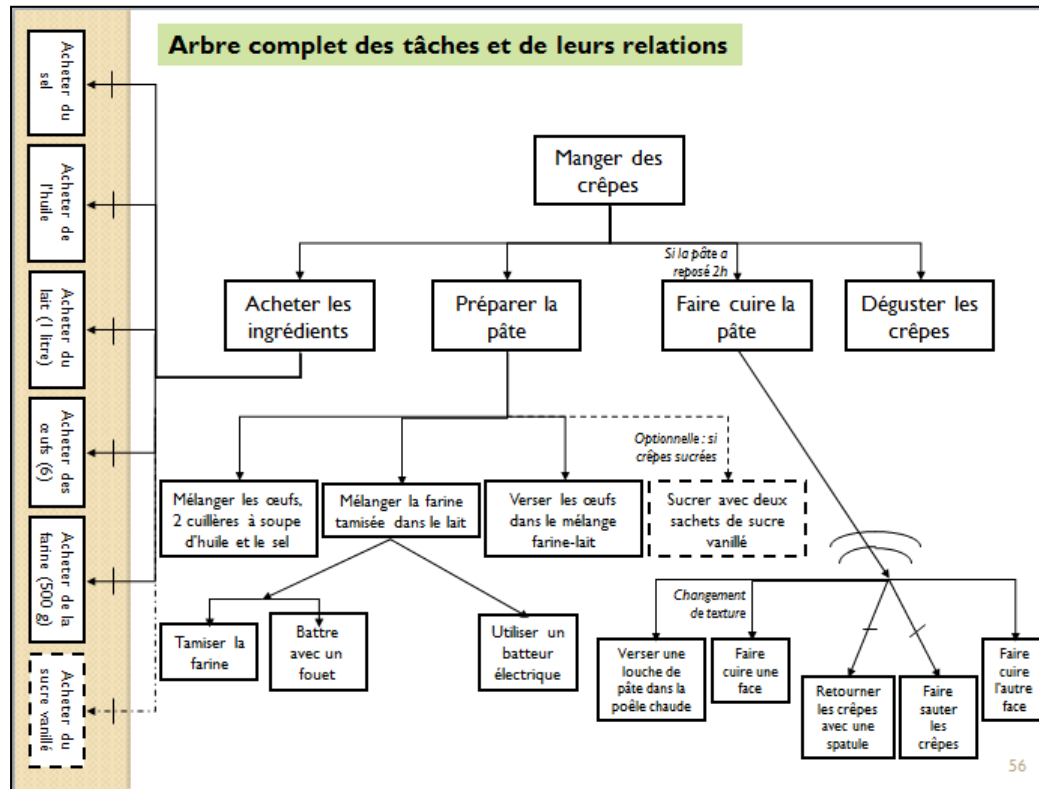 Arbre complet des tâches et de leurs relations
Acheter du
sel
Acheter de
l'huile
Acheter du
lait (1 litre)
Acheter des
œufs (6)
Acheter de la
farine (500 g)
Acheter du
sucre vanillé
Manger des
crêpes
Si la pâte a
reposé 2h
Acheter les
ingrédients
Préparer la
pâte
Faire cuire la
pâte
Déguster les
crêpes
Optionnelle : si
crêpes sucrées
Mélanger les œufs,
2 cuillères à soupe
d'huile et le sel
Mélanger la farine
tamisée dans le lait
Verser les œufs
dans le mélange
farine-lait
Sucrer avec deux
sachets de sucre
vanillé
Tamiser la
farine
Battre
avec un
fouet
Utiliser un
batteur
électrique
Changement
de texture
Verser une
louche de
pâte dans la
poêle chaude
Faire
cuire une
face
Retourner
les crêpes
avec une
spatule
Faire
sauter
les
crêpes
Faire
cuire
l'autre
face
56